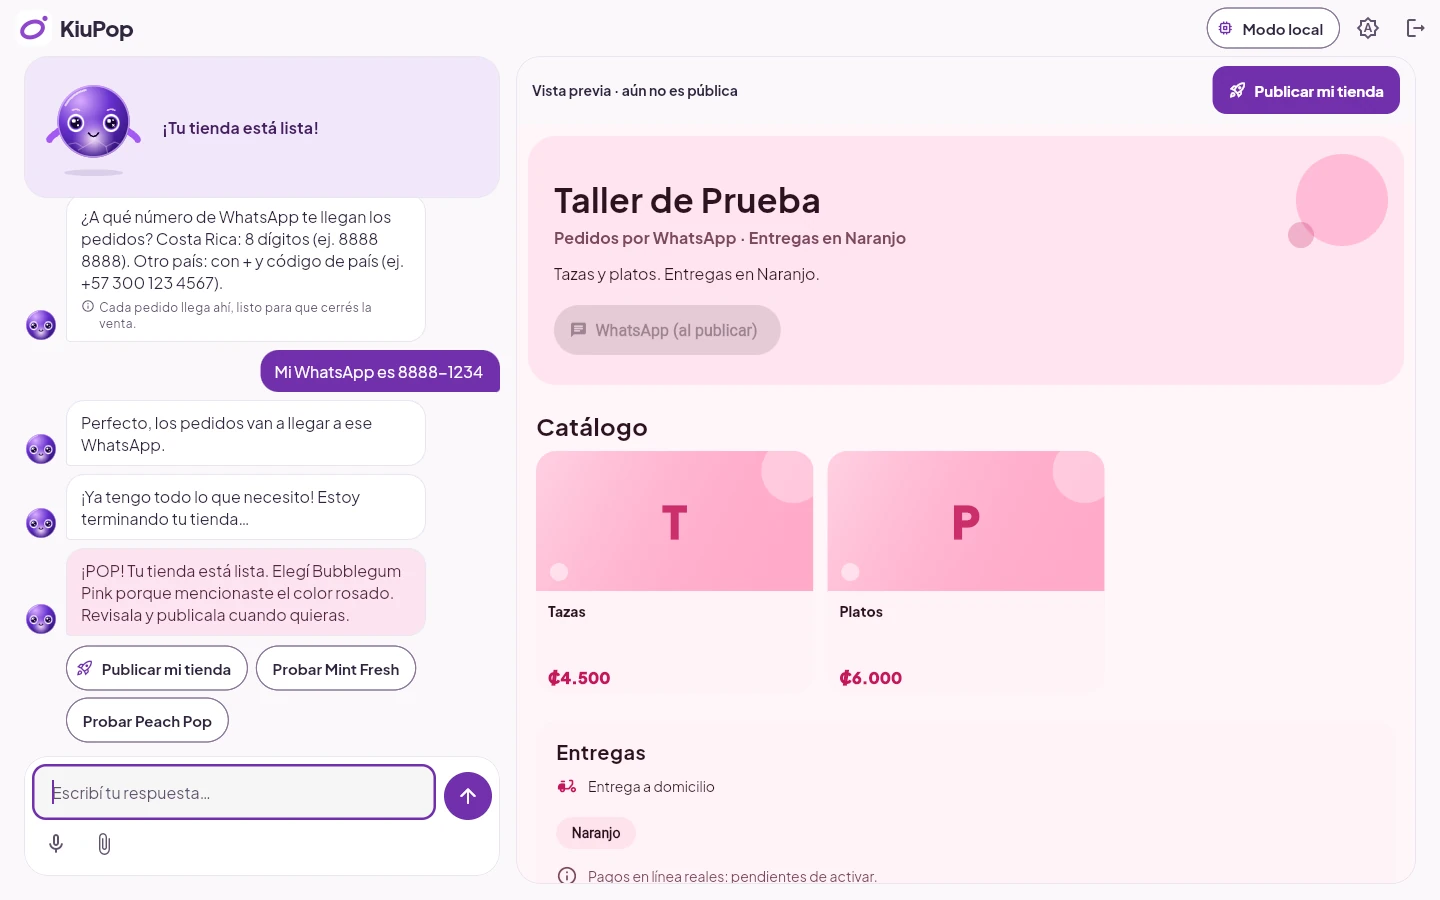 KiuPop
Modo local
¡Tu tienda está lista!
¿A qué número de WhatsApp te llegan los
pedidos? Costa Rica: 8 dígitos (ej. 8888
8888). Otro país: con + y código de país (ej.
+57 300 123 4567).
Cada pedido llega ahí, listo para que cerrés la
venta.
Mi WhatsApp es 8888-1234
Perfecto, los pedidos van a llegar a ese
WhatsApp.
¡Ya tengo todo lo que necesito! Estoy
terminando tu tienda…
¡POP! Tu tienda está lista. Elegí Bubblegum
Pink porque mencionaste el color rosado.
Revisala y publicala cuando quieras.
Publicar mi tienda
Probar Mint Fresh
Probar Peach Pop
Escribí tu respuesta…
Vista previa · aún no es pública
Publicar mi tienda
Taller de Prueba
Pedidos por WhatsApp · Entregas en Naranjo
Tazas y platos. Entregas en Naranjo.
WhatsApp (al publicar)
Catálogo
T
P
Tazas
Platos
₡4.500
₡6.000
Entregas
Entrega a domicilio
Naranjo
Pagos en línea reales: pendientes de activar.